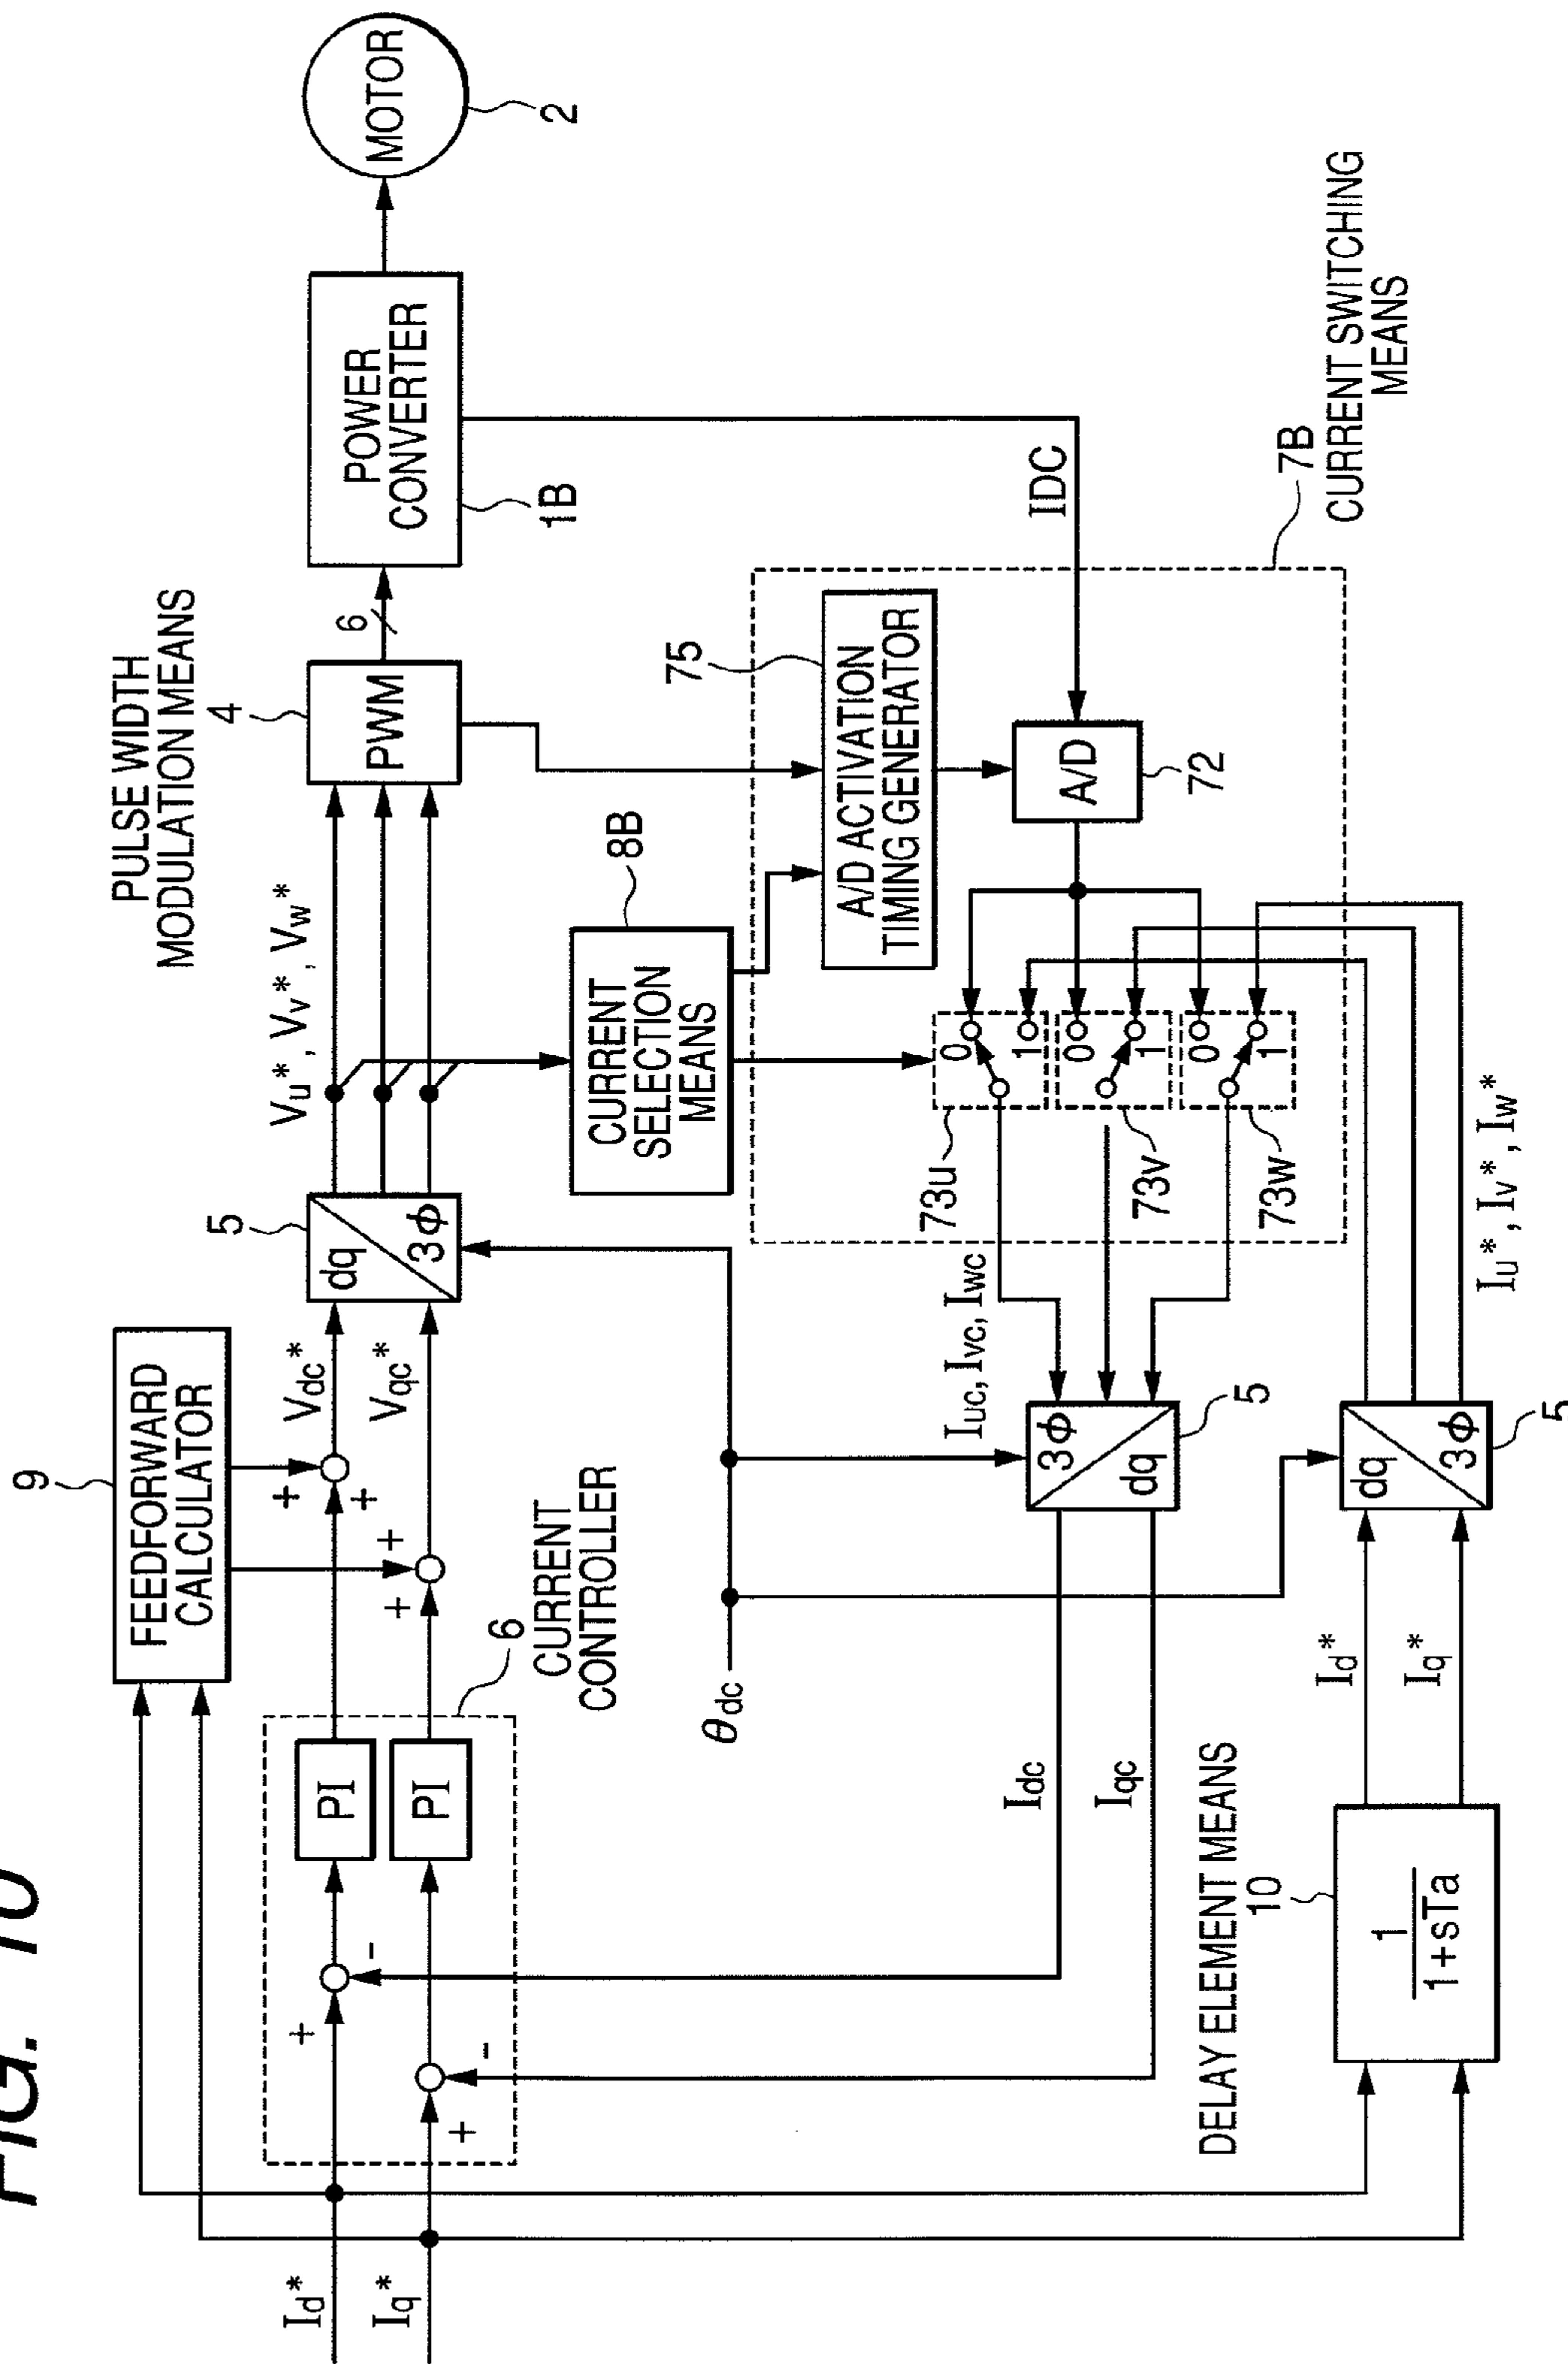 FIG. 10
9
FEEDFORWARD
CALCULATOR
PULSE WIDTH
MODULATION MEANS
Id*
Iq*
+
-
+
-
PI
PI
6
CURRENT
CONTROLLER
+
+
+
+
Vdc*
Vqc*
5
dq
3ϕ
Vu*, Vv*, Vw*
4
PWM
6
POWER
CONVERTER
1B
MOTOR
2
θdc
CURRENT
SELECTION
MEANS
8B
75
A/D ACTIVATION
TIMING GENERATOR
A/D
72
IDC
7B
CURRENT SWITCHING
MEANS
0
1
0
1
0
1
73u
73v
73w
Iuc, Ivc, Iwc
3ϕ
dq
5
Idc
Iqc
DELAY ELEMENT MEANS
10
1
1+sTa
Id*
Iq*
dq
3ϕ
5
Iu*, Iv*, Iw*